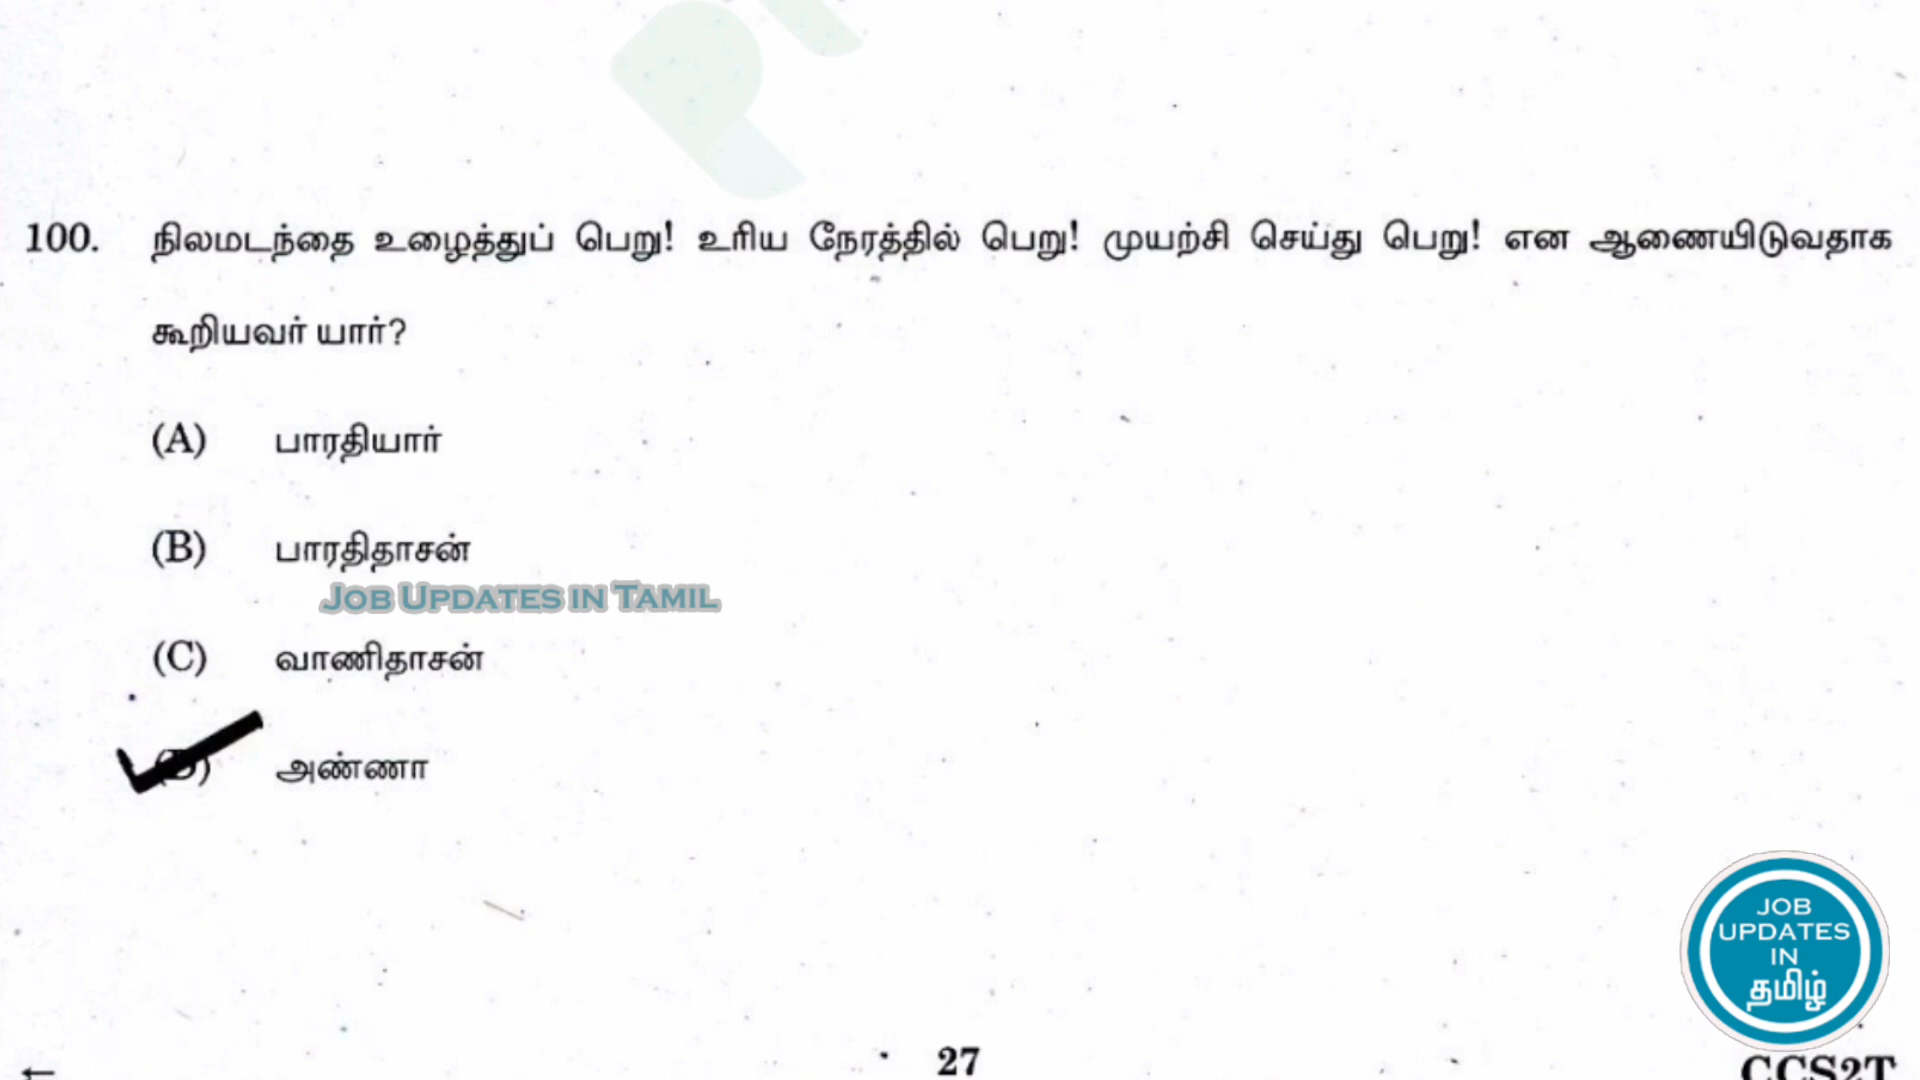 100. நிலமடந்தை உழைத்துப் பெறு! உரிய நேரத்தில் பெறு! முயற்சி செய்து பெறு! என ஆணையிடுவதாக
கூறியவர் யார்?
(A) பாரதியார்
(B) பாரதிதாசன்
JOB UPDATES IN TAMIL
(C) வாணிதாசன்
(D) அண்ணா
JOB
UPDATES
IN
தமிழ்
27
CCS2T